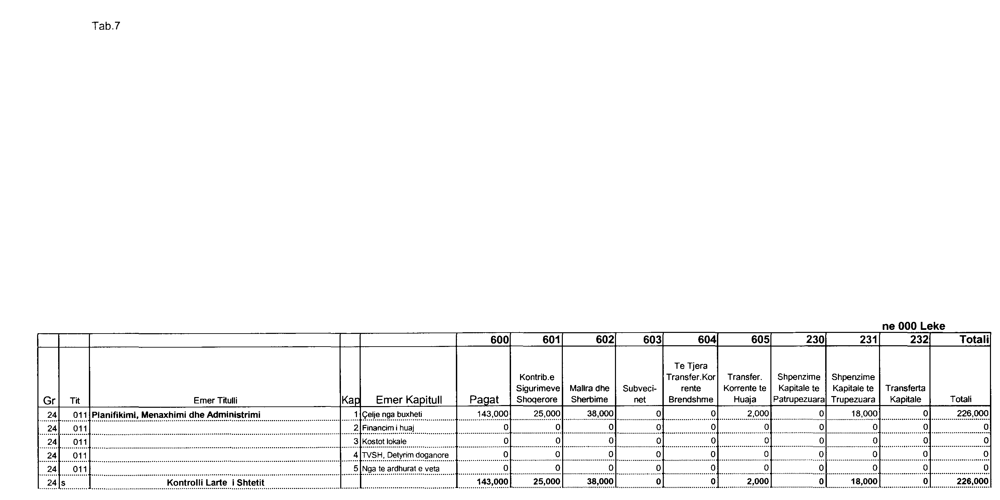 Tab.7
ne 000 Leke
600 601 602 603 604 605 230 231 232 Totali
Gr Tit Emer Titulli Kap Emer Kapitull Pagat Kontrib.e Sigurimeve Shoqerore Mallra dhe Sherbime Subveci-net Te Tjera Transfer.Kor rente Brendshme Transfer. Korrente te Huaja Shpenzime Kapitale te Patrupezuara Shpenzime Kapitale te Trupezuara Transferta Kapitale Totali
24 011 Planifikimi, Menaxhimi dhe Administrimi 1 Çelje nga buxheti 143,000 25,000 38,000 0 0 2,000 0 18,000 0 226,000
24 011 2 Financim i huaj 0 0 0 0 0 0 0 0 0 0
24 011 3 Kostot lokale 0 0 0 0 0 0 0 0 0 0
24 011 4 TVSH, Detyrim doganore 0 0 0 0 0 0 0 0 0 0
24 011 5 Nga te ardhurat e veta 0 0 0 0 0 0 0 0 0 0
24 s Kontrolli Larte i Shtetit 143,000 25,000 38,000 0 0 2,000 0 18,000 0 226,000